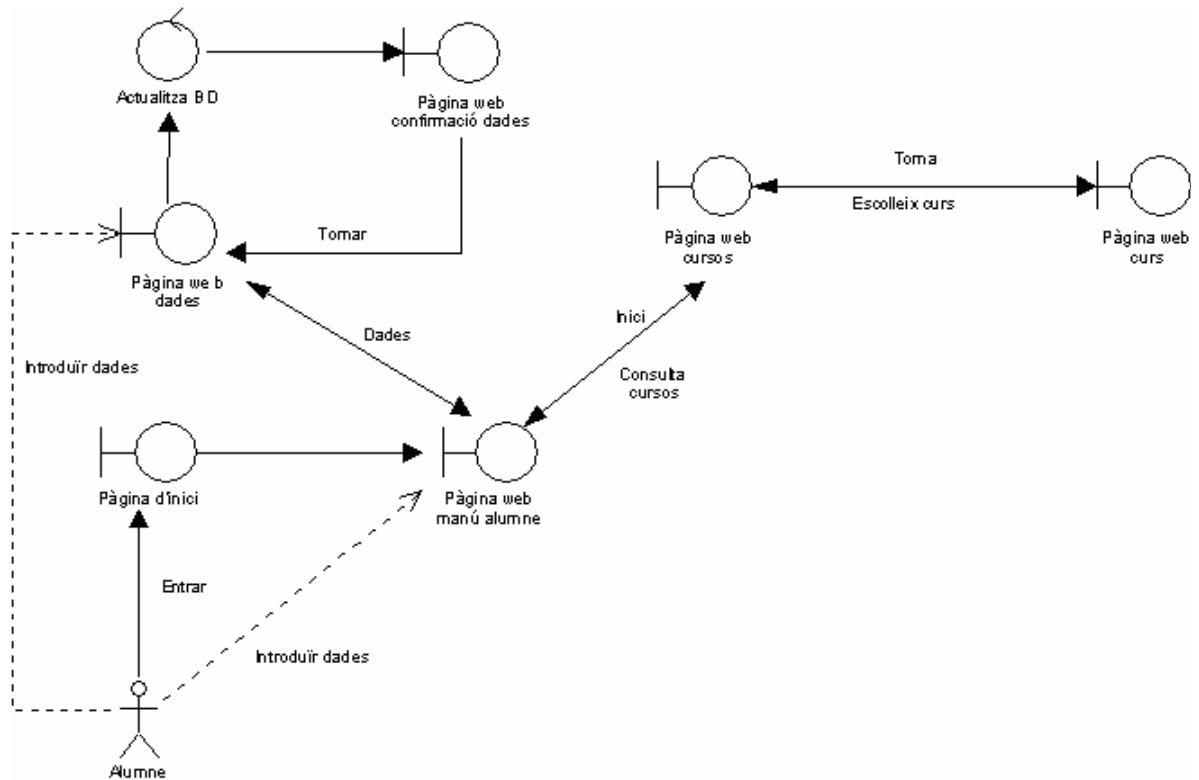 Actualitza BD
Pàgina web
confirmació dades
Torna
Escolleix curs
Pàgina web
cursos
Pàgina web
curs
Tornar
Pàgina web
dades
Inici
Dades
Introduïr dades
Consulta
cursos
Pàgina d'inici
Pàgina web
manú alumne
Entrar
Introduïr dades
Alumne